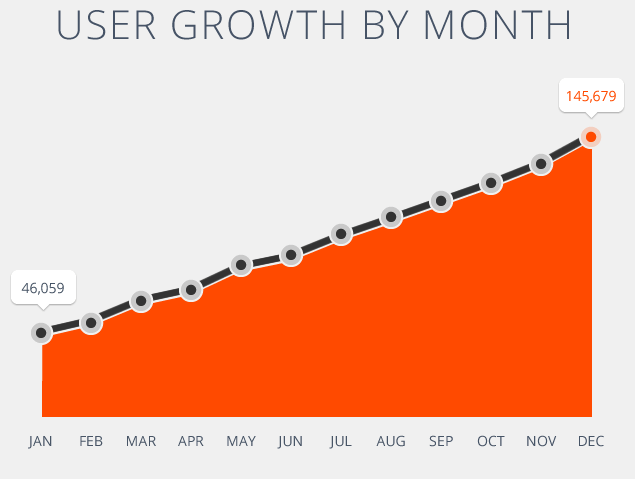 USER GROWTH BY MONTH
145,679
46,059
JAN FEB MAR APR MAY JUN JUL AUG SEP OCT NOV DEC